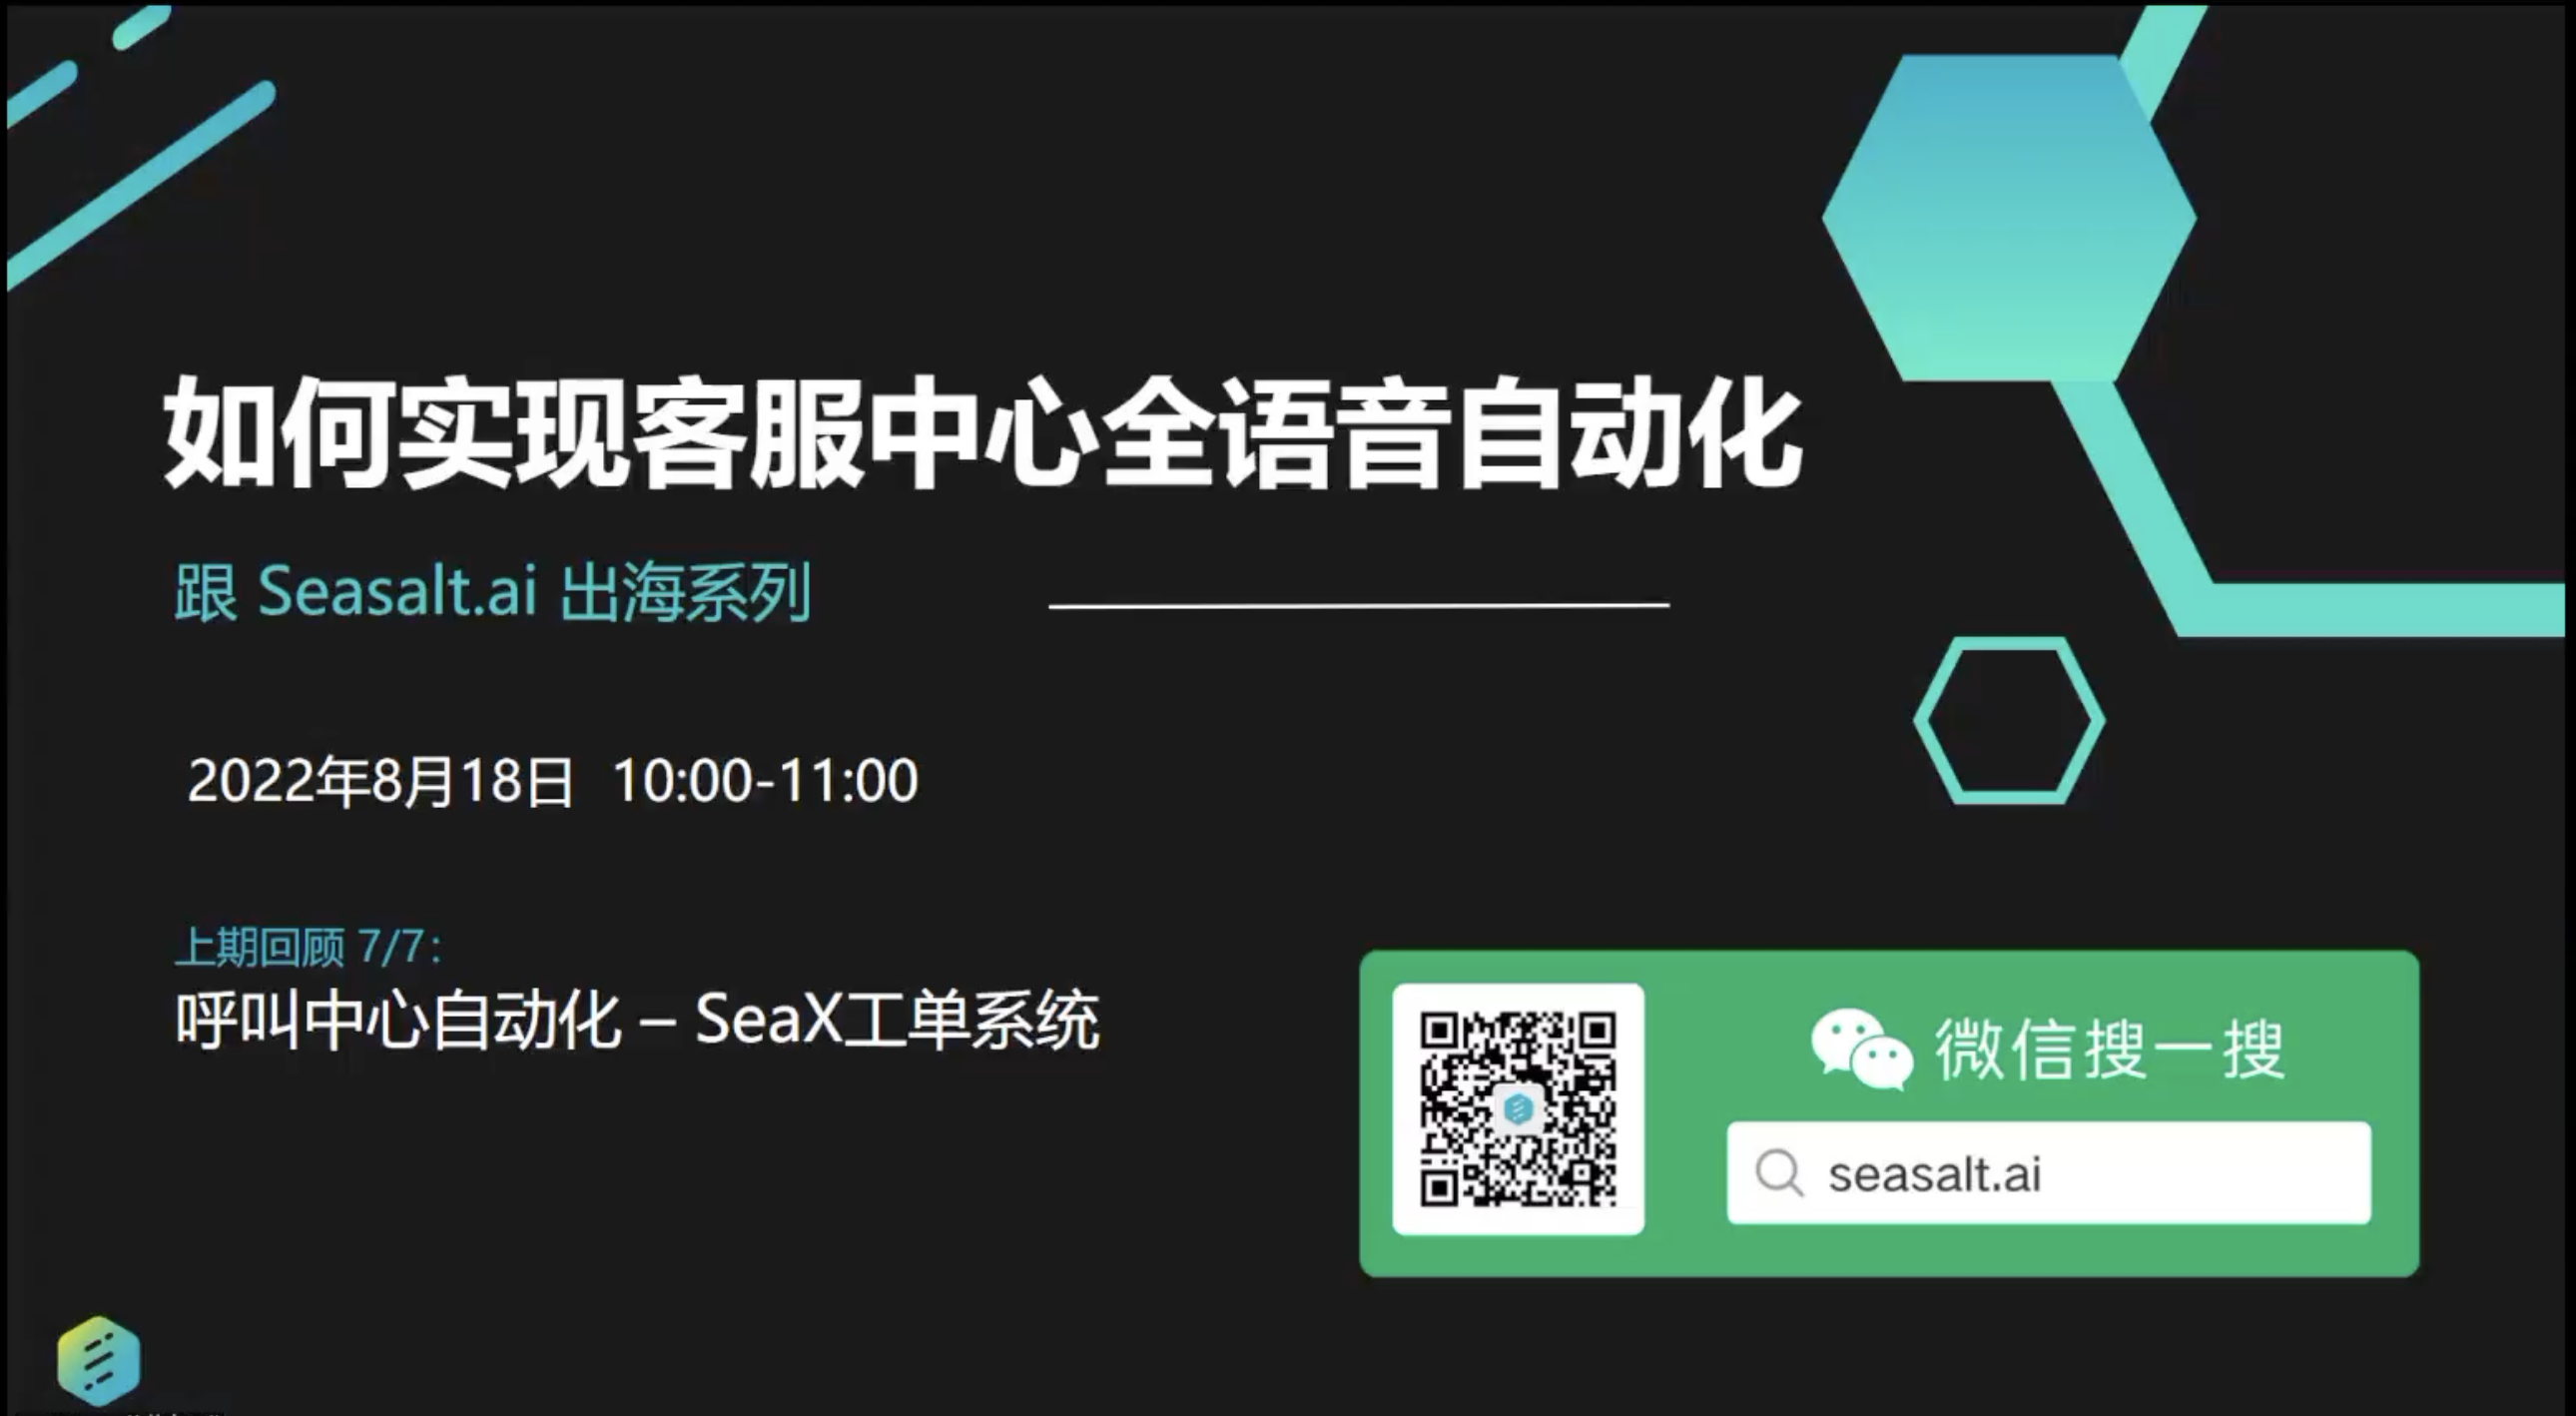 如何实现客服中心全语音自动化
跟 Seasalt.ai 出海系列
2022年8月18日 10:00-11:00
上期回顾 7/7：
呼叫中心自动化 – SeaX工单系统
微信搜一搜
seasalt.ai